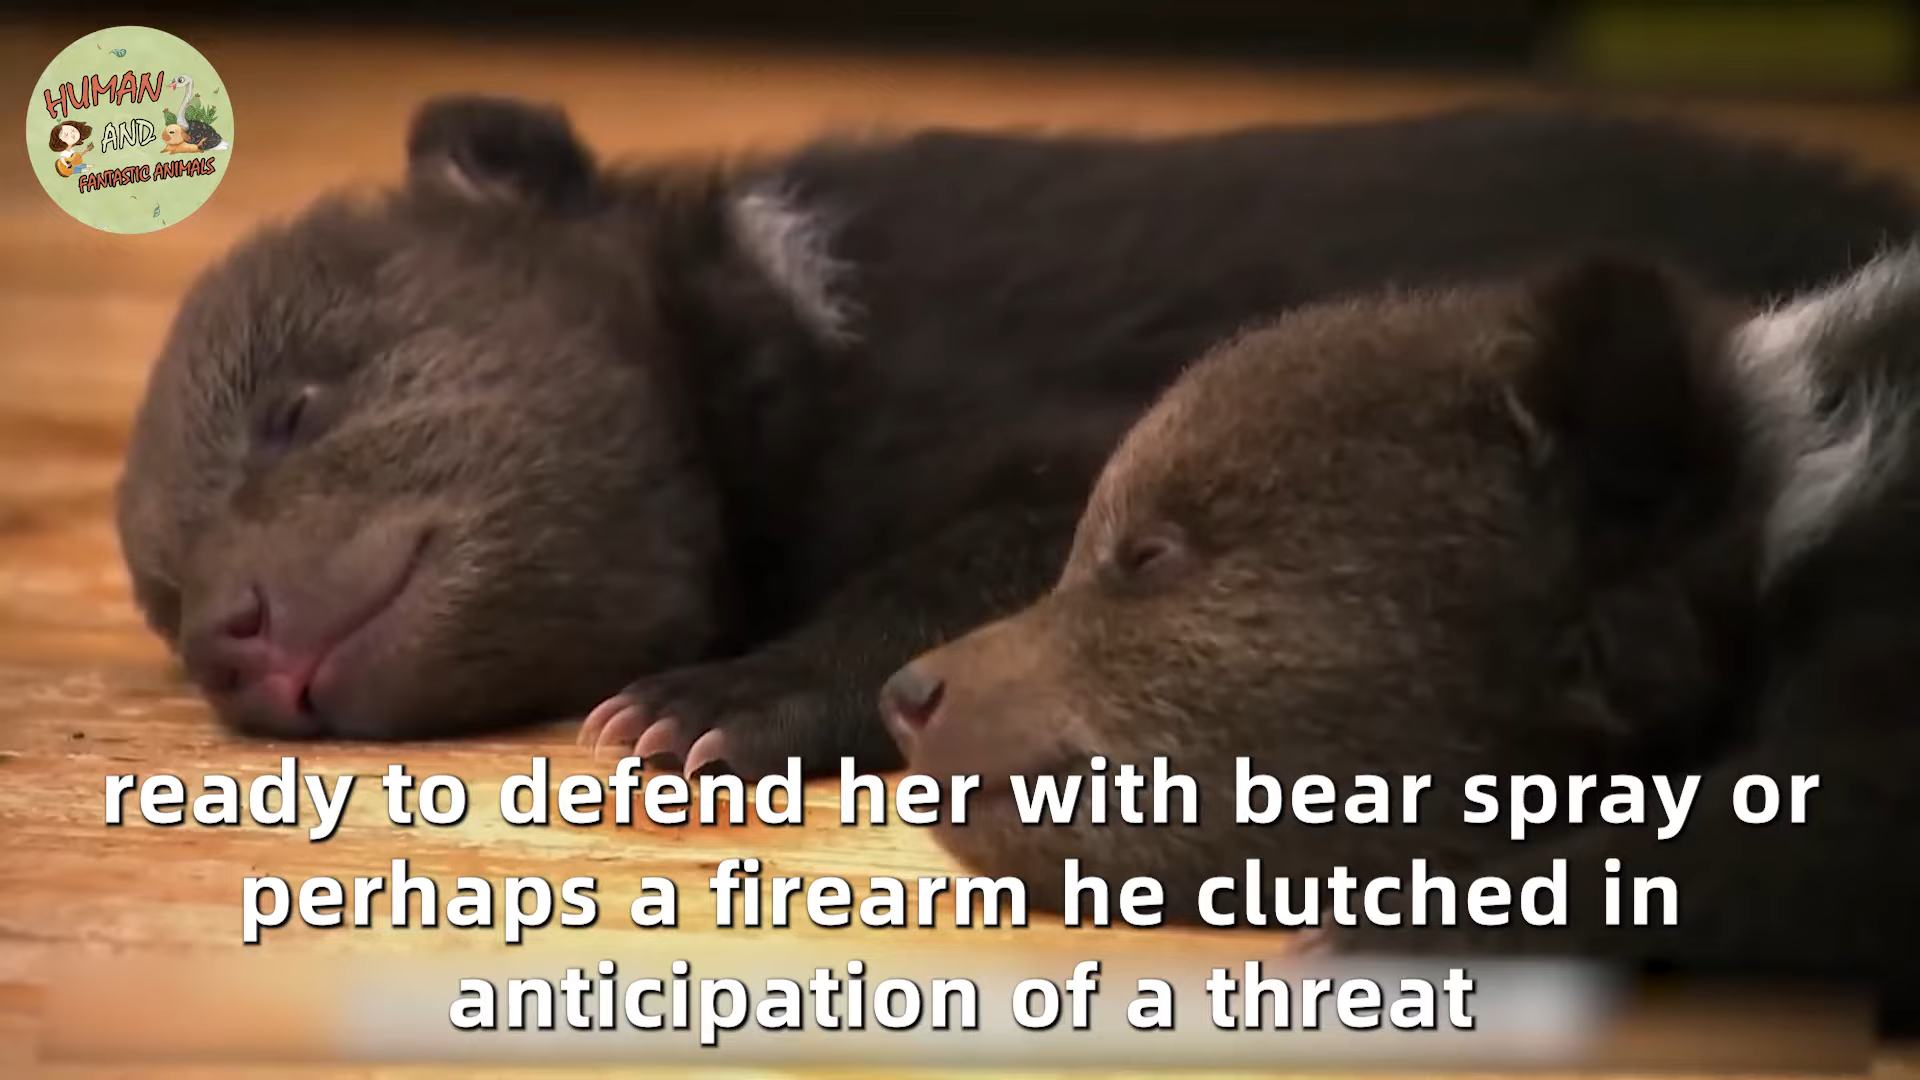 HUMAN
AND
FANTASTIC ANIMALS
ready to defend her with bear spray or
perhaps a firearm he clutched in
anticipation of a threat